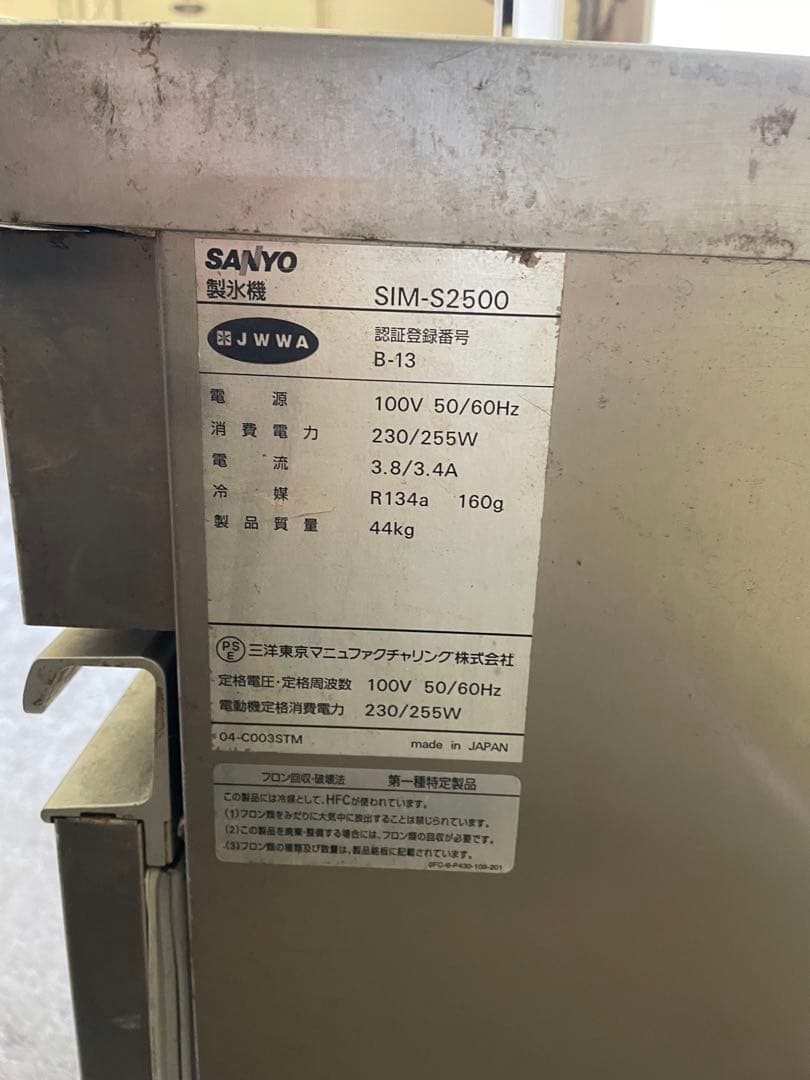 SANYO
製氷機 SIM-S2500
JWWA 認証登録番号
B-13
電源 100V 50/60Hz
消費電力 230/255W
電流 3.8/3.4A
冷媒 R134a 160g
製品質量 44kg
PSE 三洋東京マニュファクチャリング株式会社
定格電圧・定格周波数 100V 50/60Hz
電動機定格消費電力 230/255W
04-C003STM made in JAPAN
フロン回収・破壊法 第一種特定製品
この製品には冷媒として、HFCが使われています。
(1)フロン類をみだりに大気中に放出することは禁じられています。
(2)この製品を廃棄・整備する場合には、フロン類の回収が必要です。
(3)フロン類の種類及び数量は、製品銘板に記載されています。